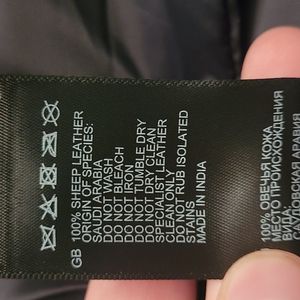 GB 100% SHEEP LEATHER
ORIGIN OF SPECIES:
SAUDI ARABIA
DO NOT WASH
DO NOT BLEACH
DO NOT IRON
DO NOT TUMBLE DRY
DO NOT DRY CLEAN
SPECIALIST LEATHER
CLEAN ONLY
DO NOT RUB ISOLATED
STAINS
MADE IN INDIA
100% ОВЕЧЬЯ КОЖА
МЕСТО ПРОИСХОЖДЕНИЯ
ВИДА:
САУДОВСКАЯ АРАВИЯ